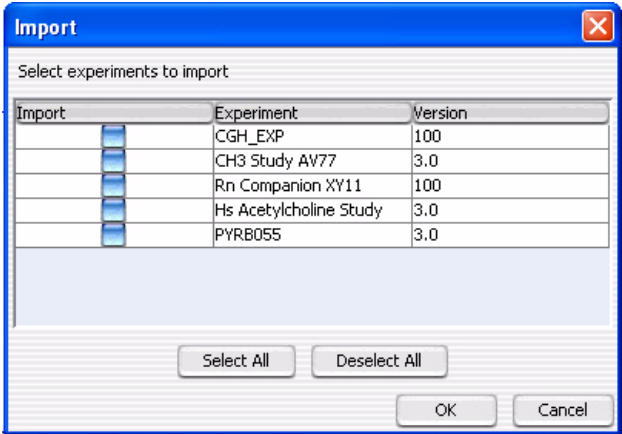 Import
Select experiments to import
Import Experiment Version
CGH_EXP 100
CH3 Study AV77 3.0
Rn Companion XY11 100
Hs Acetylcholine Study 3.0
PYRB055 3.0
Select All Deselect All
OK Cancel